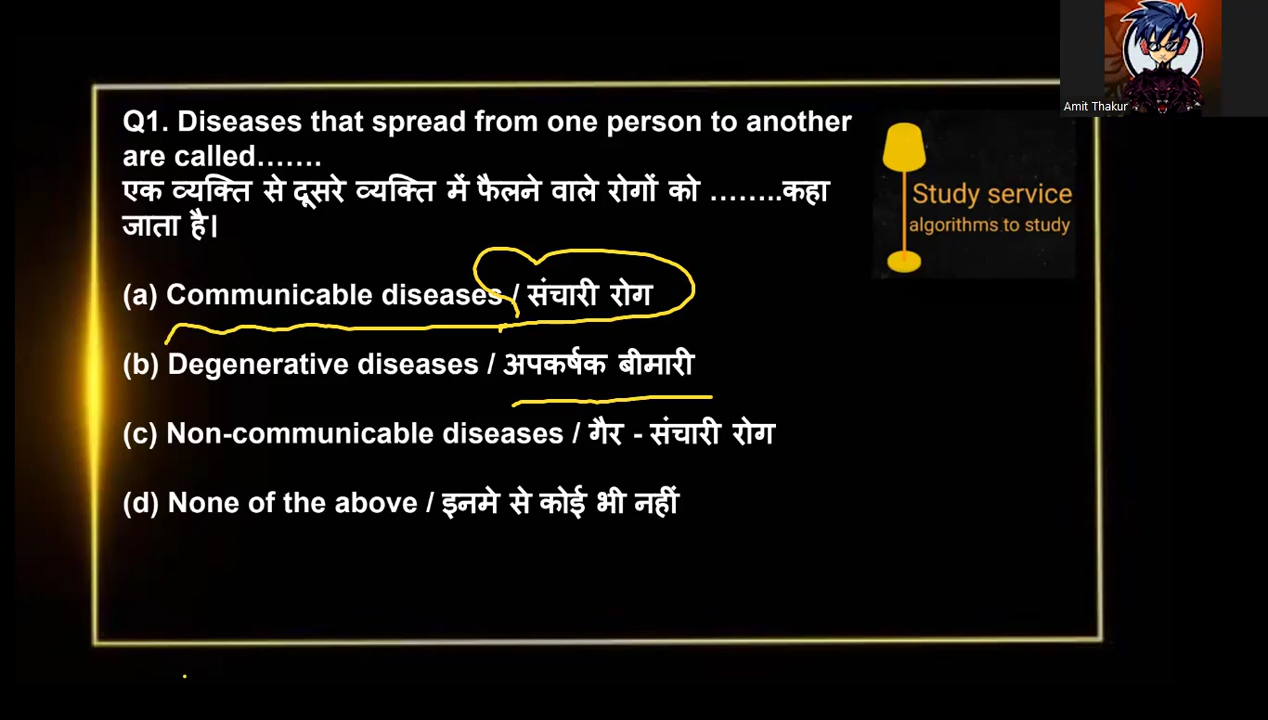 Amit Thakur
Q1. Diseases that spread from one person to another
are called…….
एक व्यक्ति से दूसरे व्यक्ति में फैलने वाले रोगों को ……..कहा
जाता है।
Study service
algorithms to study
(a) Communicable diseases / संचारी रोग
(b) Degenerative diseases / अपकर्षक बीमारी
(c) Non-communicable diseases / गैर - संचारी रोग
(d) None of the above / इनमे से कोई भी नहीं